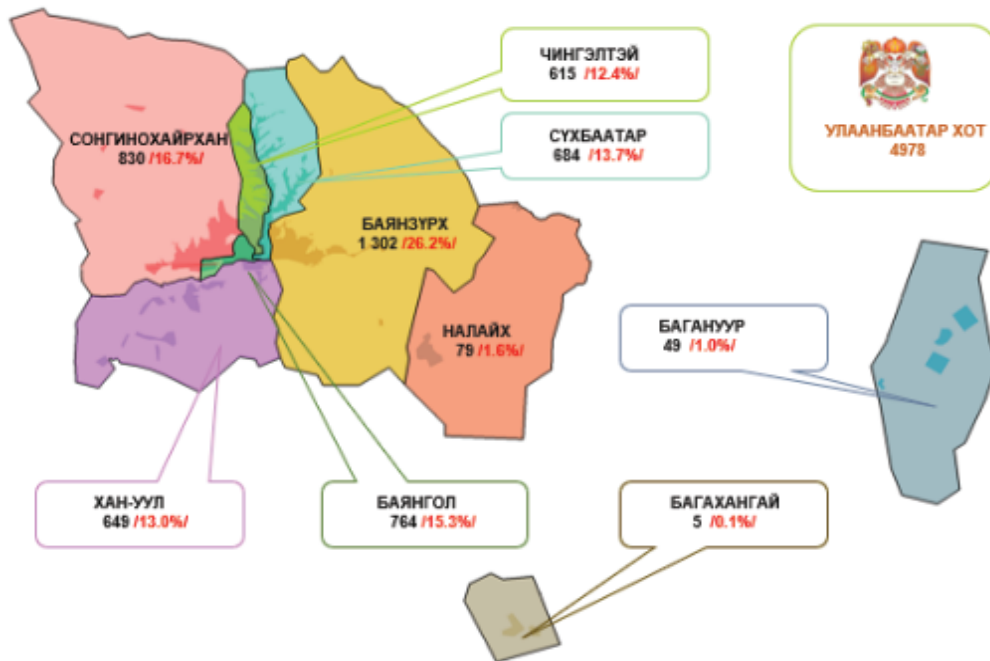 ЧИНГЭЛТЭЙ
615 /12.4%/
УЛААНБААТАР ХОТ
4978
СОНГИНОХАЙРХАН
830 /16.7%/
СҮХБААТАР
684 /13.7%/
БАЯНЗҮРХ
1 302 /26.2%/
НАЛАЙХ
79 /1.6%/
БАГАНУУР
49 /1.0%/
ХАН-УУЛ
649 /13.0%/
БАЯНГОЛ
764 /15.3%/
БАГАХАНГАЙ
5 /0.1%/